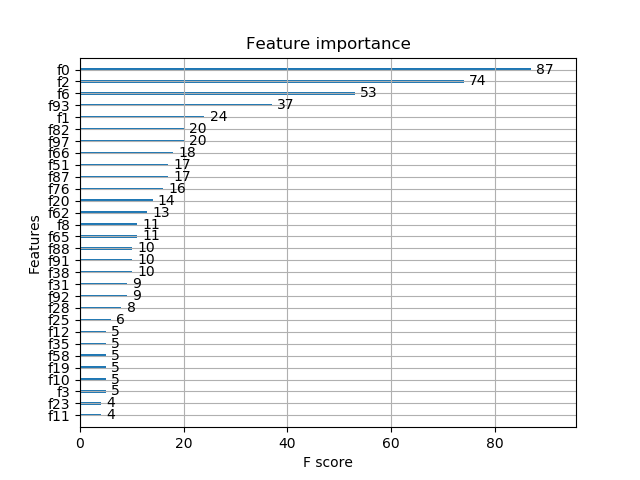 Feature importance
f0 87
f2 74
f6 53
f93 37
f1 24
f82 20
f97 20
f66 18
f51 17
f87 17
f76 16
f20 14
f62 13
f8 11
f65 11
f88 10
f91 10
f38 10
f31 9
f92 9
f28 8
f25 6
f12 5
f35 5
f58 5
f19 5
f10 5
f3 5
f23 4
f11 4
Features
0 20 40 60 80
F score